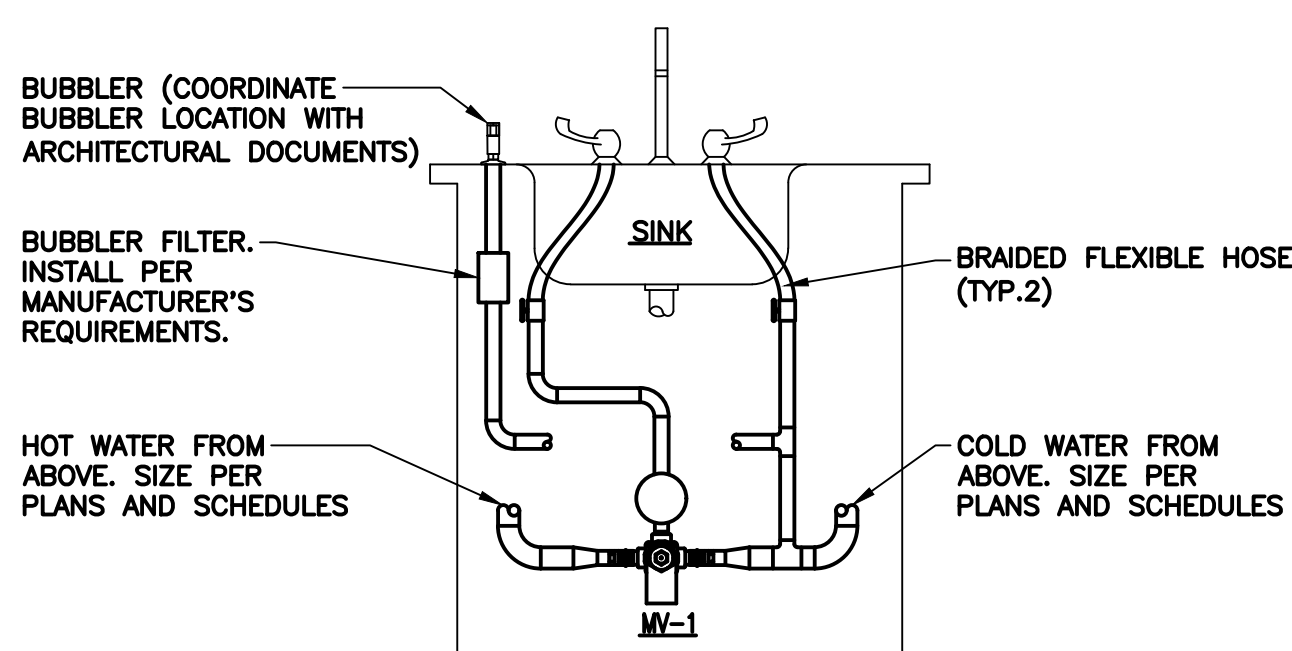 BUBBLER (COORDINATE
BUBBLER LOCATION WITH
ARCHITECTURAL DOCUMENTS)
BUBBLER FILTER.
INSTALL PER
MANUFACTURER'S
REQUIREMENTS.
HOT WATER FROM
ABOVE. SIZE PER
PLANS AND SCHEDULES
SINK
MV-1
BRAIDED FLEXIBLE HOSE
(TYP.2)
COLD WATER FROM
ABOVE. SIZE PER
PLANS AND SCHEDULES